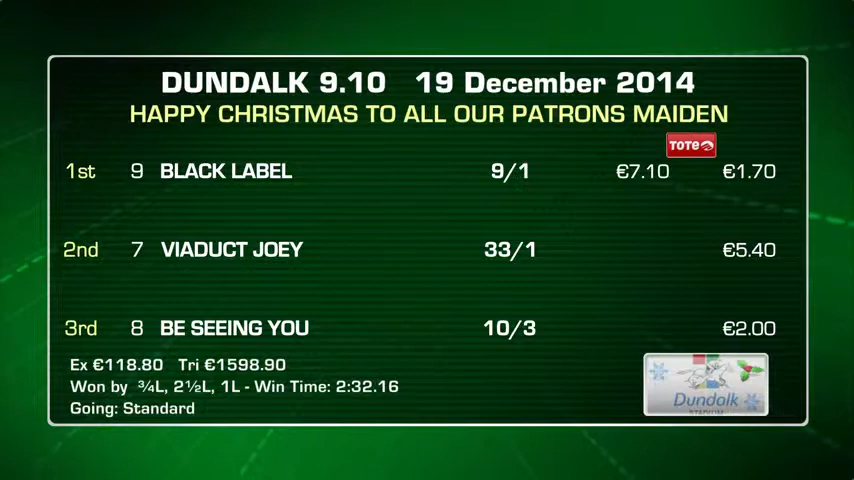 DUNDALK 9.10 19 December 2014
HAPPY CHRISTMAS TO ALL OUR PATRONS MAIDEN
TOTE
1st 9 BLACK LABEL 9/1 €7.10 €1.70
2nd 7 VIADUCT JOEY 33/1 €5.40
3rd 8 BE SEEING YOU 10/3 €2.00
Ex €118.80 Tri €1598.90
Won by ¾L, 2½L, 1L - Win Time: 2:32.16
Going: Standard
Dundalk
STADIUM